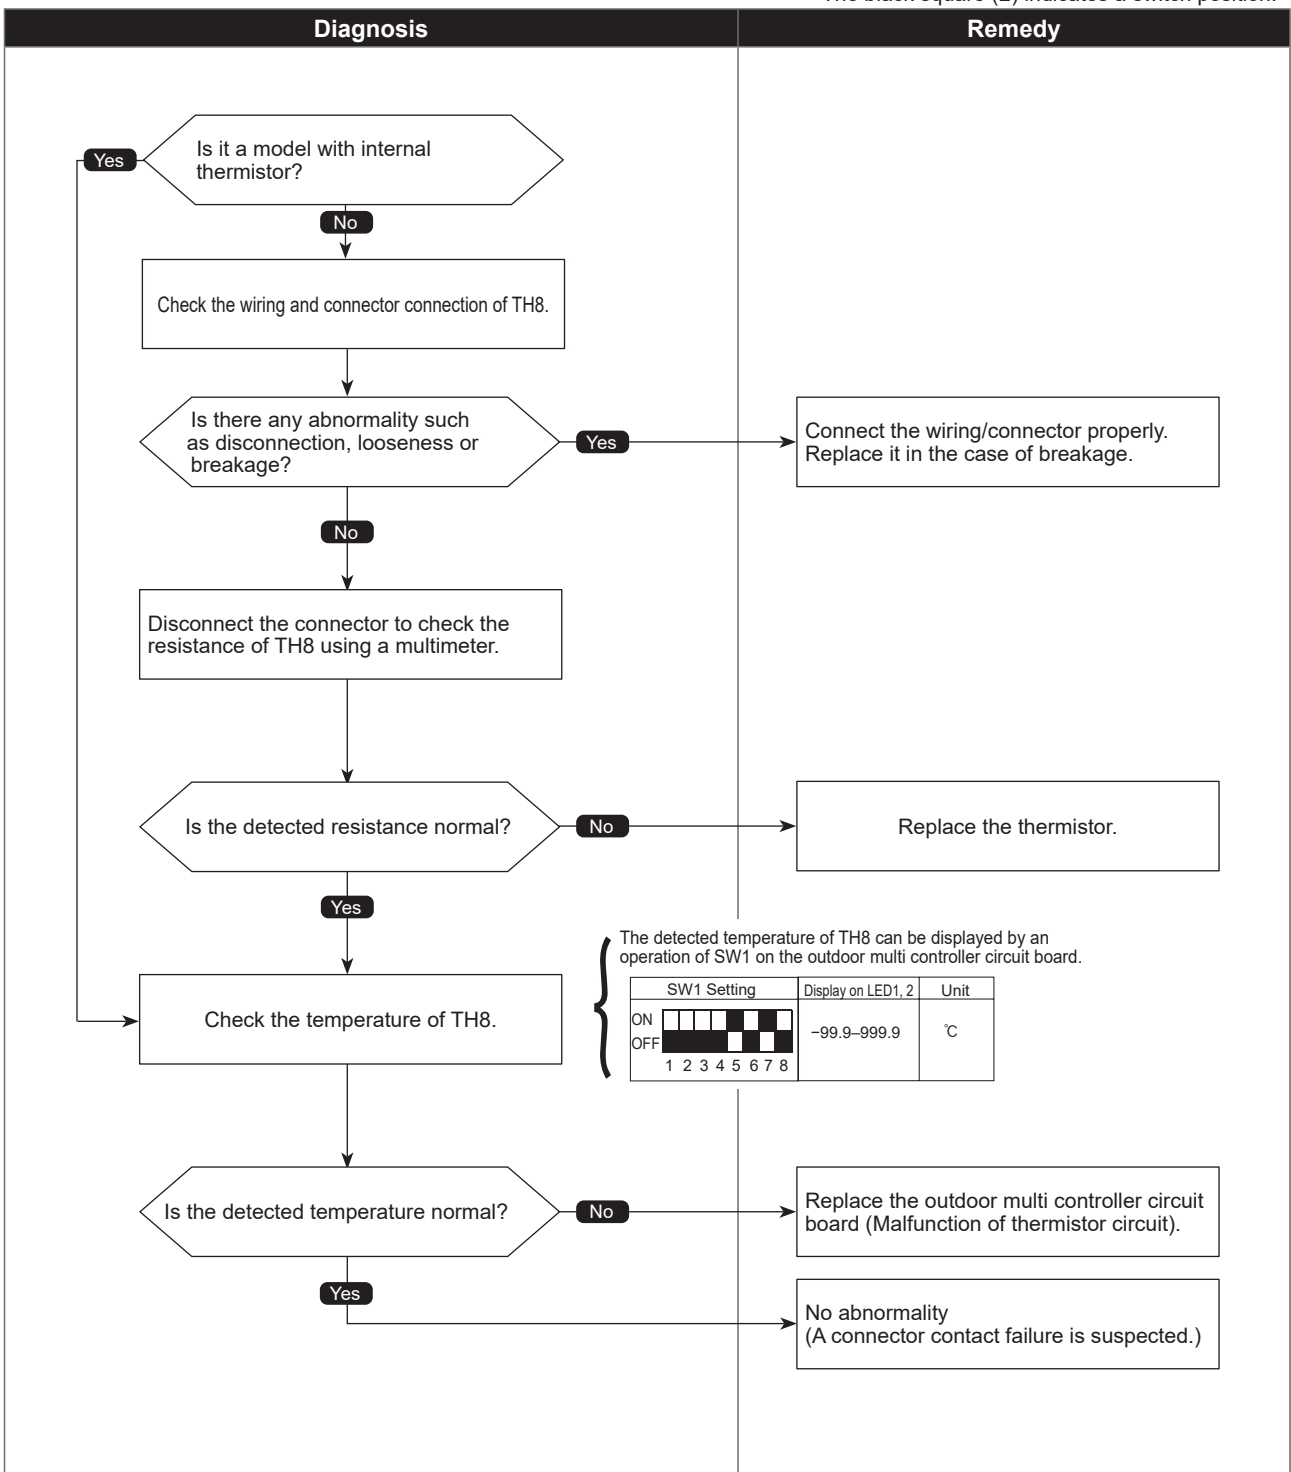 The black square (■) indicates a switch position.
Diagnosis
Remedy
Is it a model with internal
thermistor?
Yes
No
Check the wiring and connector connection of TH8.
Is there any abnormality such
as disconnection, looseness or
breakage?
Yes
Connect the wiring/connector properly.
Replace it in the case of breakage.
No
Disconnect the connector to check the
resistance of TH8 using a multimeter.
Is the detected resistance normal?
No
Replace the thermistor.
Yes
The detected temperature of TH8 can be displayed by an
operation of SW1 on the outdoor multi controller circuit board.
SW1 Setting
Display on LED1, 2
Unit
ON
OFF
1 2 3 4 5 6 7 8
−99.9–999.9
℃
Check the temperature of TH8.
Is the detected temperature normal?
No
Replace the outdoor multi controller circuit
board (Malfunction of thermistor circuit).
Yes
No abnormality
(A connector contact failure is suspected.)